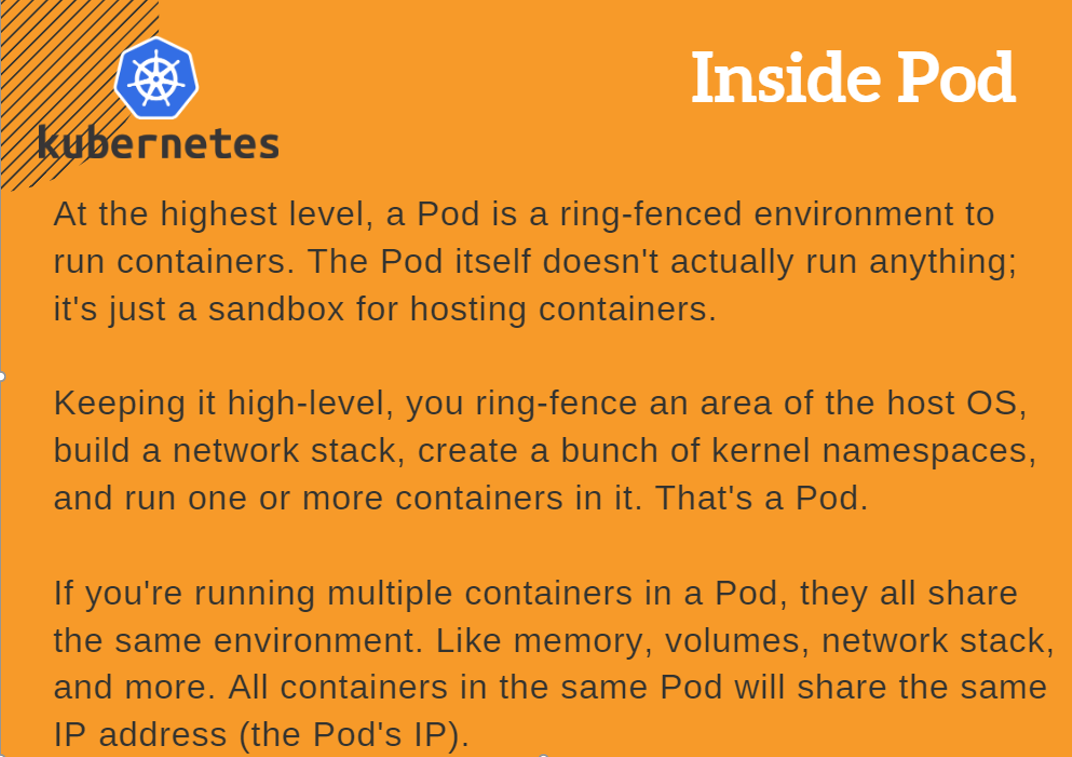 kubernetes
Inside Pod
At the highest level, a Pod is a ring-fenced environment to
run containers. The Pod itself doesn't actually run anything;
it's just a sandbox for hosting containers.
Keeping it high-level, you ring-fence an area of the host OS,
build a network stack, create a bunch of kernel namespaces,
and run one or more containers in it. That's a Pod.
If you're running multiple containers in a Pod, they all share
the same environment. Like memory, volumes, network stack,
and more. All containers in the same Pod will share the same
IP address (the Pod's IP).